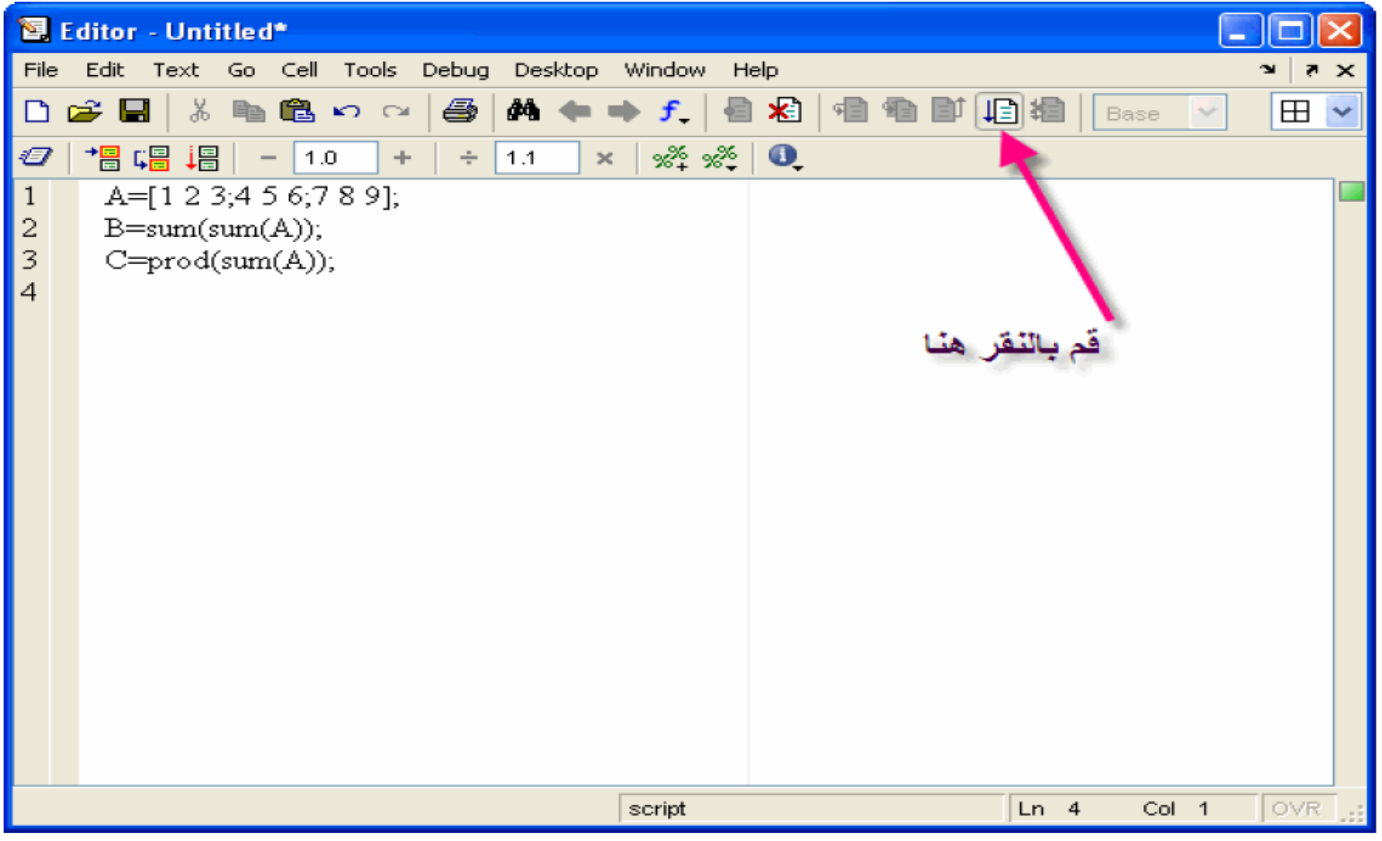 Editor - Untitled*
File Edit Text Go Cell Tools Debug Desktop Window Help
Base
1.0 1.1
1 A=[1 2 3;4 5 6;7 8 9];
2 B=sum(sum(A));
3 C=prod(sum(A));
4
قم بالنقر هنا
script Ln 4 Col 1 OVR